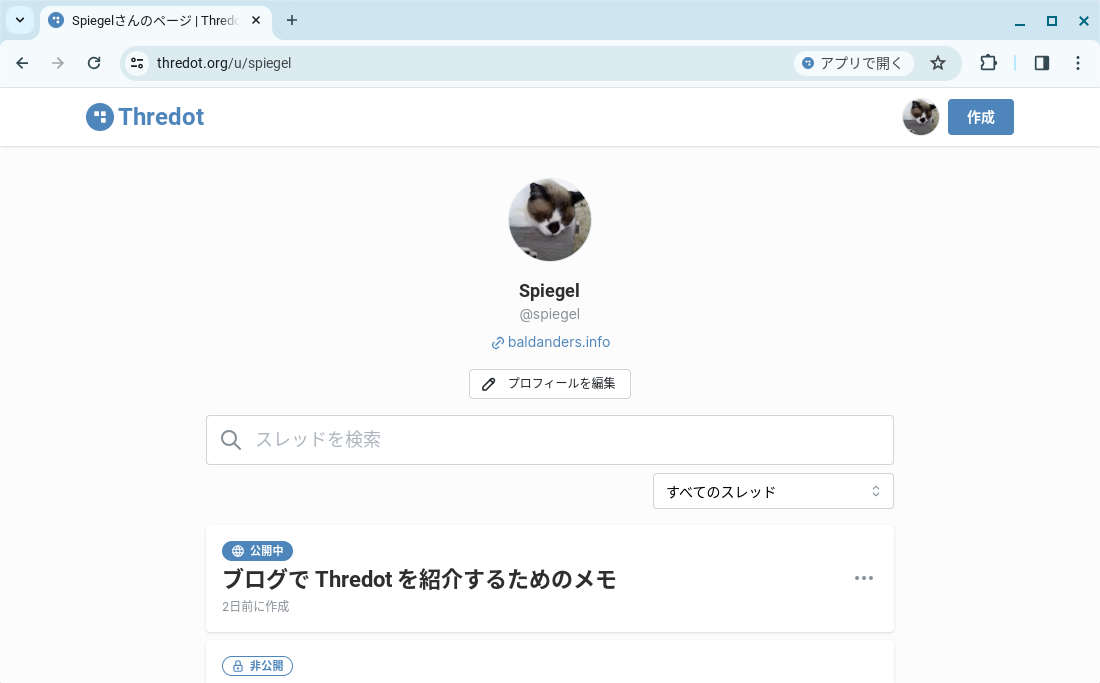 Spiegelさんのページ | Thredo
thredot.org/u/spiegel
アプリで開く
Thredot
作成
Spiegel
@spiegel
baldanders.info
プロフィールを編集
スレッドを検索
すべてのスレッド
公開中
ブログで Thredot を紹介するためのメモ
2日前に作成
非公開